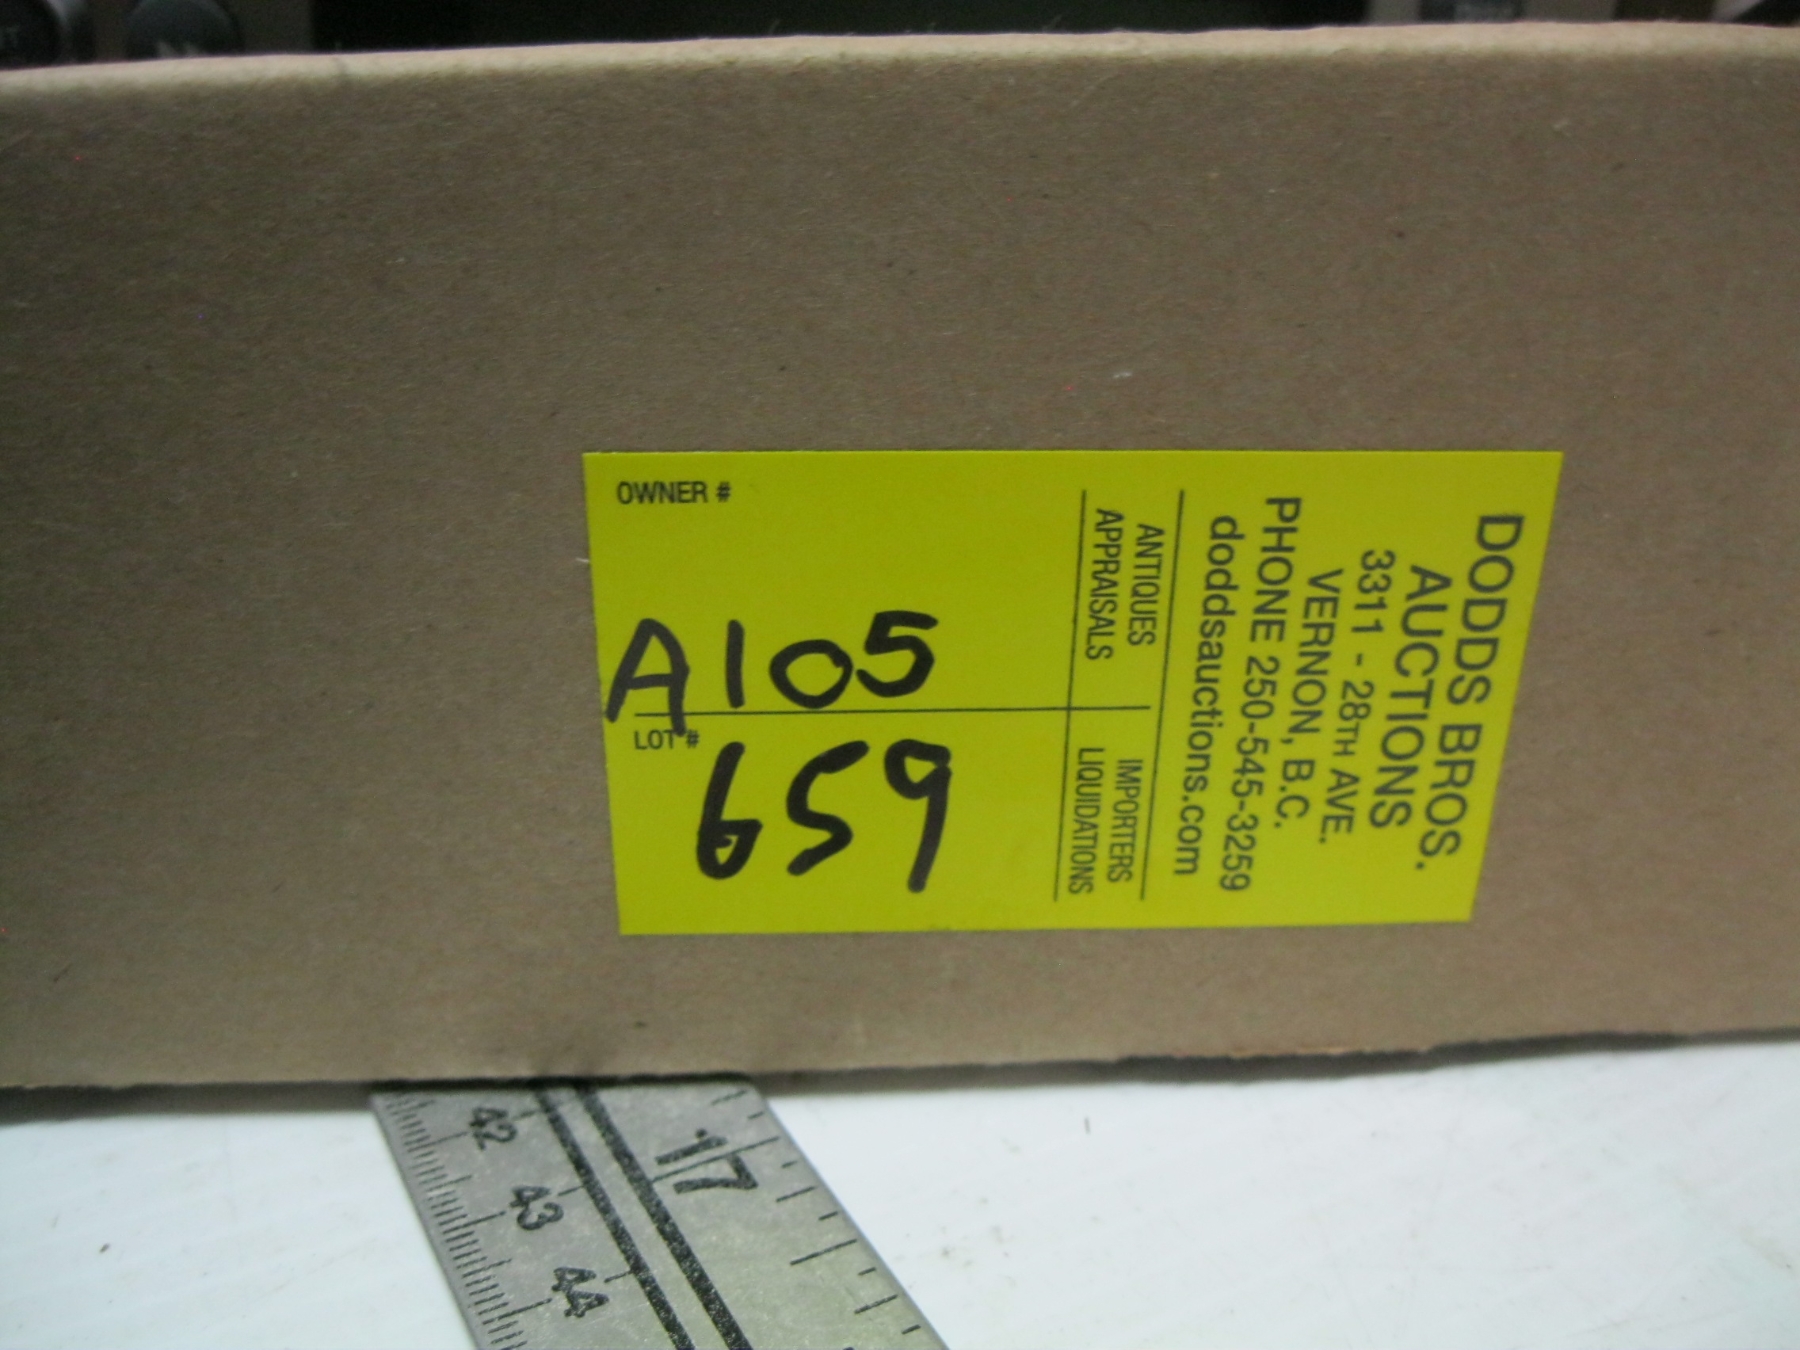 OWNER #
A105
LOT #
659
DODDS BROS.
AUCTIONS
3311 - 28TH AVE.
VERNON, B.C.
PHONE 250-545-3259
doddsauctions.com
ANTIQUES
APPRAISALS
IMPORTERS
LIQUIDATIONS
17
42
43
44